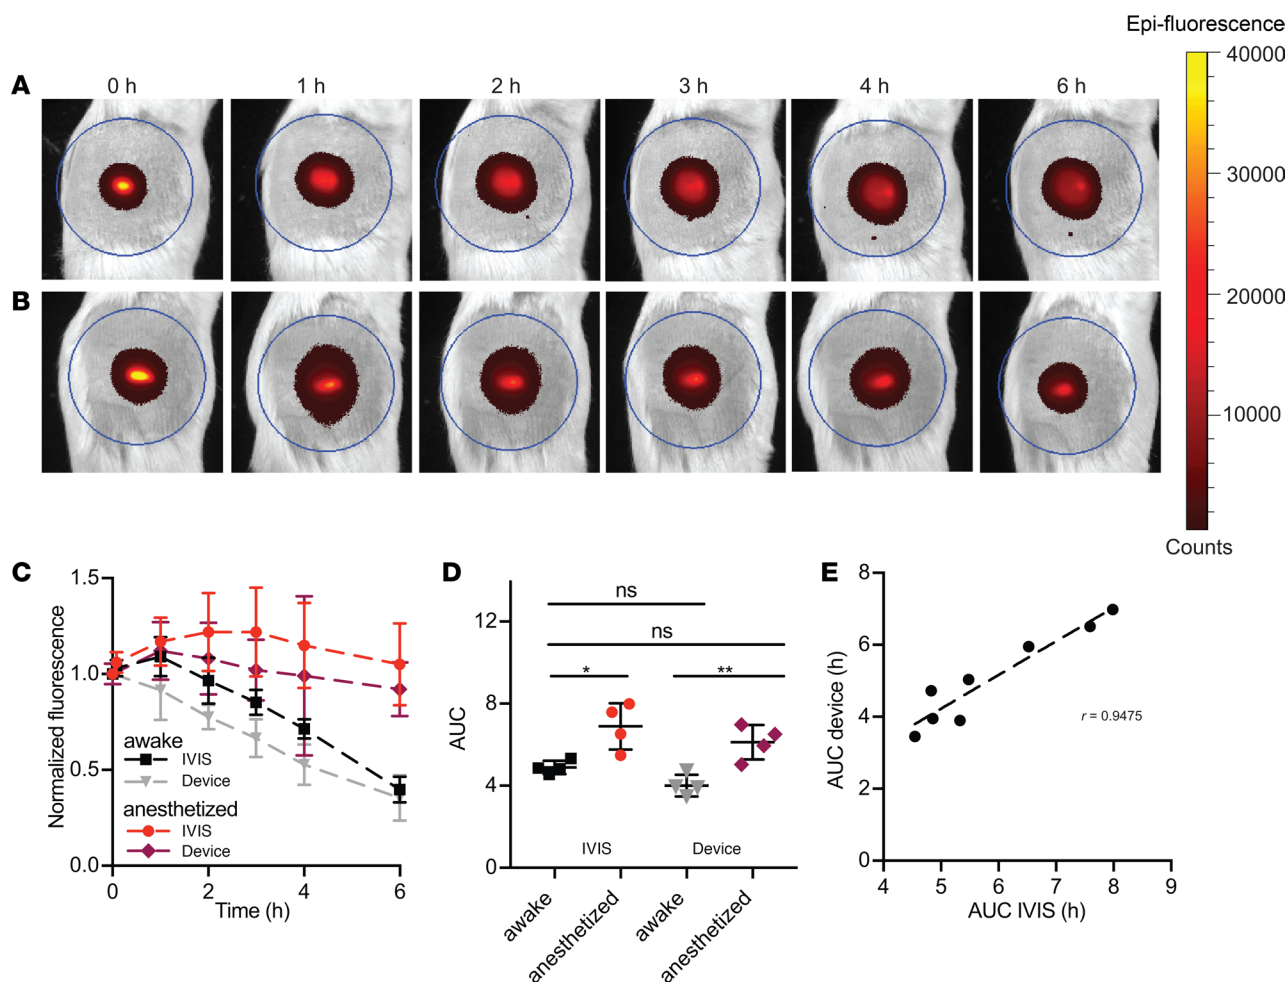 Epi-fluorescence
A
0 h 1 h 2 h 3 h 4 h 6 h
40000
30000
20000
10000
Counts
B
C
Normalized fluorescence
1.5
1.0
0.5
0.0
awake
IVIS
Device
anesthetized
IVIS
Device
0 2 4 6
Time (h)
D
AUC
12
8
4
0
ns
ns
* **
IVIS Device
awake
anesthetized
awake
anesthetized
E
AUC device (h)
8
6
4
2
0
r = 0.9475
4 5 6 7 8 9
AUC IVIS (h)